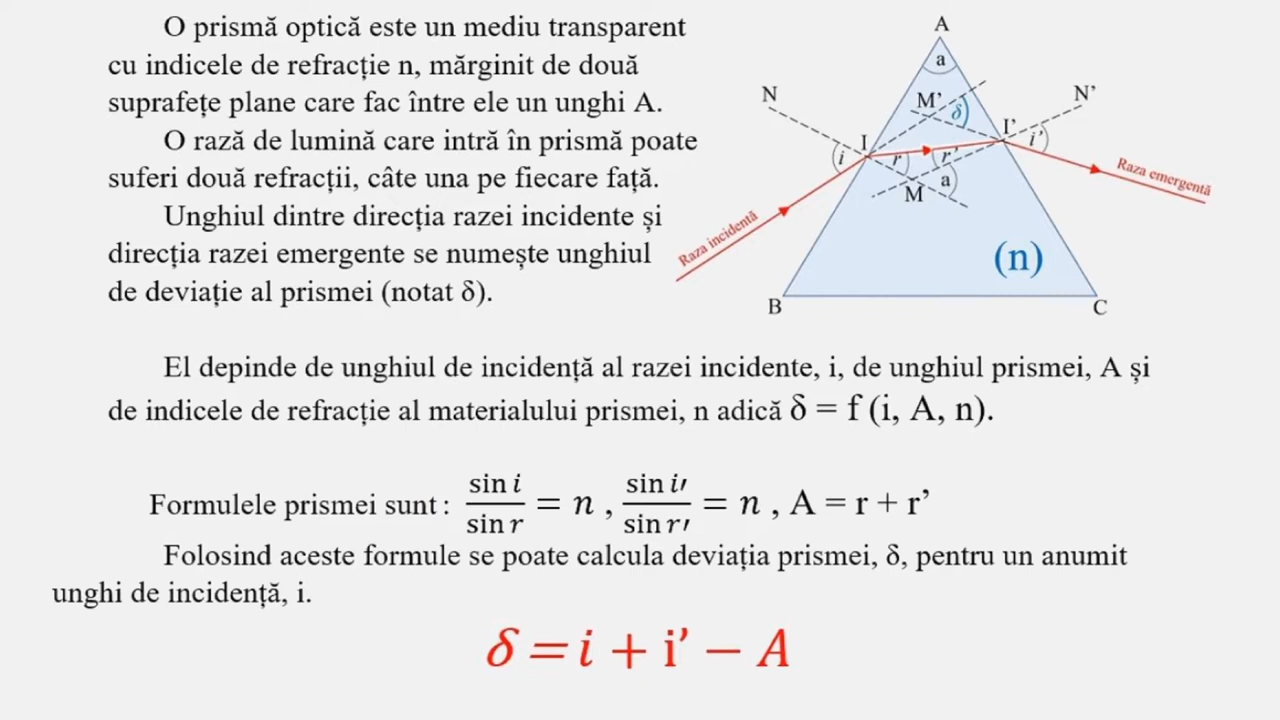 O prismă optică este un mediu transparent
cu indicele de refracție n, mărginit de două
suprafețe plane care fac între ele un unghi A.
O rază de lumină care intră în prismă poate
suferi două refracții, câte una pe fiecare față.
Unghiul dintre direcția razei incidente și
direcția razei emergente se numește unghiul
de deviație al prismei (notat δ).
A
a
N
M'
δ
N'
I
I'
i
r
r'
i'
M
a
Raza incidentă
Raza emergentă
(n)
B
C
El depinde de unghiul de incidență al razei incidente, i, de unghiul prismei, A și
de indicele de refracție al materialului prismei, n adică δ = f (i, A, n).
Formulele prismei sunt: sin i / sin r = n , sin i′ / sin r′ = n , A = r + r’
Folosind aceste formule se poate calcula deviația prismei, δ, pentru un anumit
unghi de incidență, i.
δ = i + i’ − A